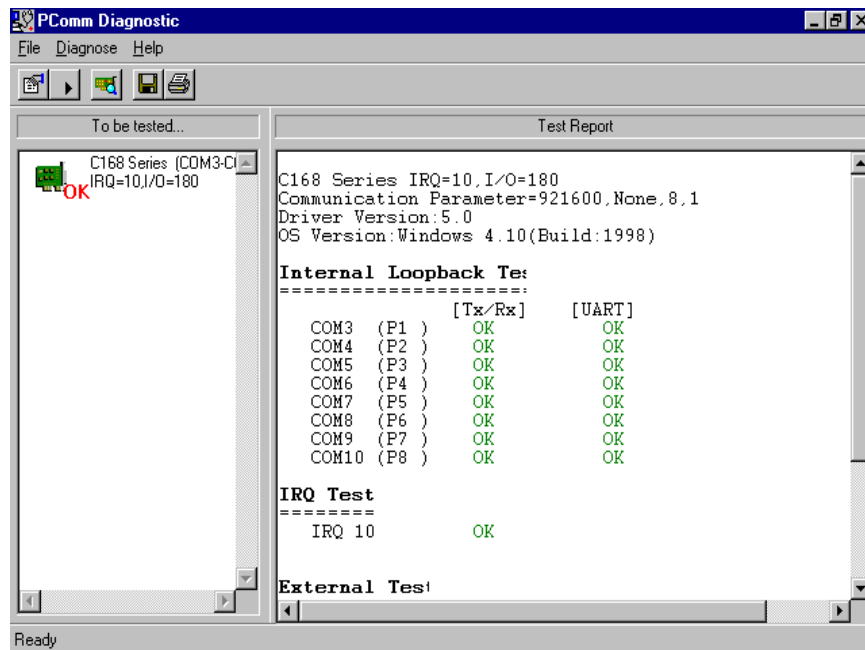 PComm Diagnostic
File Diagnose Help
To be tested...
Test Report
C168 Series (COM3-C
IRQ=10,I/O=180
OK
C168 Series IRQ=10,I/O=180
Communication Parameter=921600,None,8,1
Driver Version:5.0
OS Version:Windows 4.10(Build:1998)
Internal Loopback Tes
=====================
[Tx/Rx] [UART]
COM3 (P1 ) OK OK
COM4 (P2 ) OK OK
COM5 (P3 ) OK OK
COM6 (P4 ) OK OK
COM7 (P5 ) OK OK
COM8 (P6 ) OK OK
COM9 (P7 ) OK OK
COM10 (P8 ) OK OK
IRQ Test
========
IRQ 10 OK
External Test
Ready